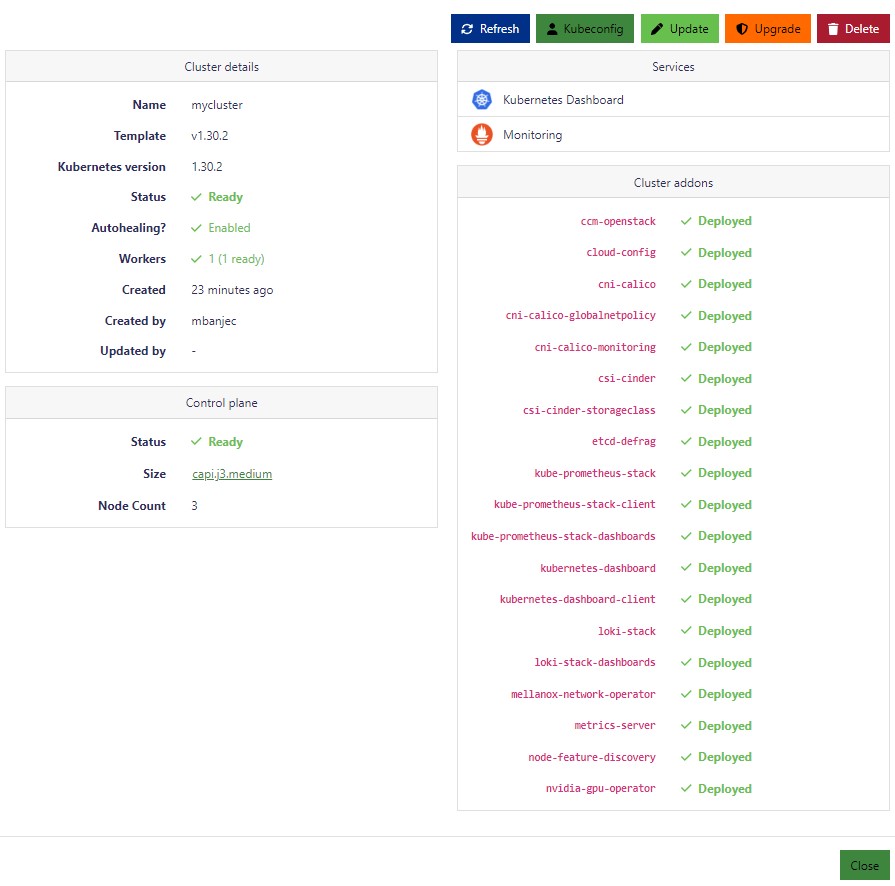 Refresh Kubeconfig Update Upgrade Delete
Cluster details
Name mycluster
Template v1.30.2
Kubernetes version 1.30.2
Status Ready
Autohealing? Enabled
Workers 1 (1 ready)
Created 23 minutes ago
Created by mbanjec
Updated by -
Control plane
Status Ready
Size capi.j3.medium
Node Count 3
Services
Kubernetes Dashboard
Monitoring
Cluster addons
ccm-openstack Deployed
cloud-config Deployed
cni-calico Deployed
cni-calico-globalnetpolicy Deployed
cni-calico-monitoring Deployed
csi-cinder Deployed
csi-cinder-storageclass Deployed
etcd-defrag Deployed
kube-prometheus-stack Deployed
kube-prometheus-stack-client Deployed
kube-prometheus-stack-dashboards Deployed
kubernetes-dashboard Deployed
kubernetes-dashboard-client Deployed
loki-stack Deployed
loki-stack-dashboards Deployed
mellanox-network-operator Deployed
metrics-server Deployed
node-feature-discovery Deployed
nvidia-gpu-operator Deployed
Close